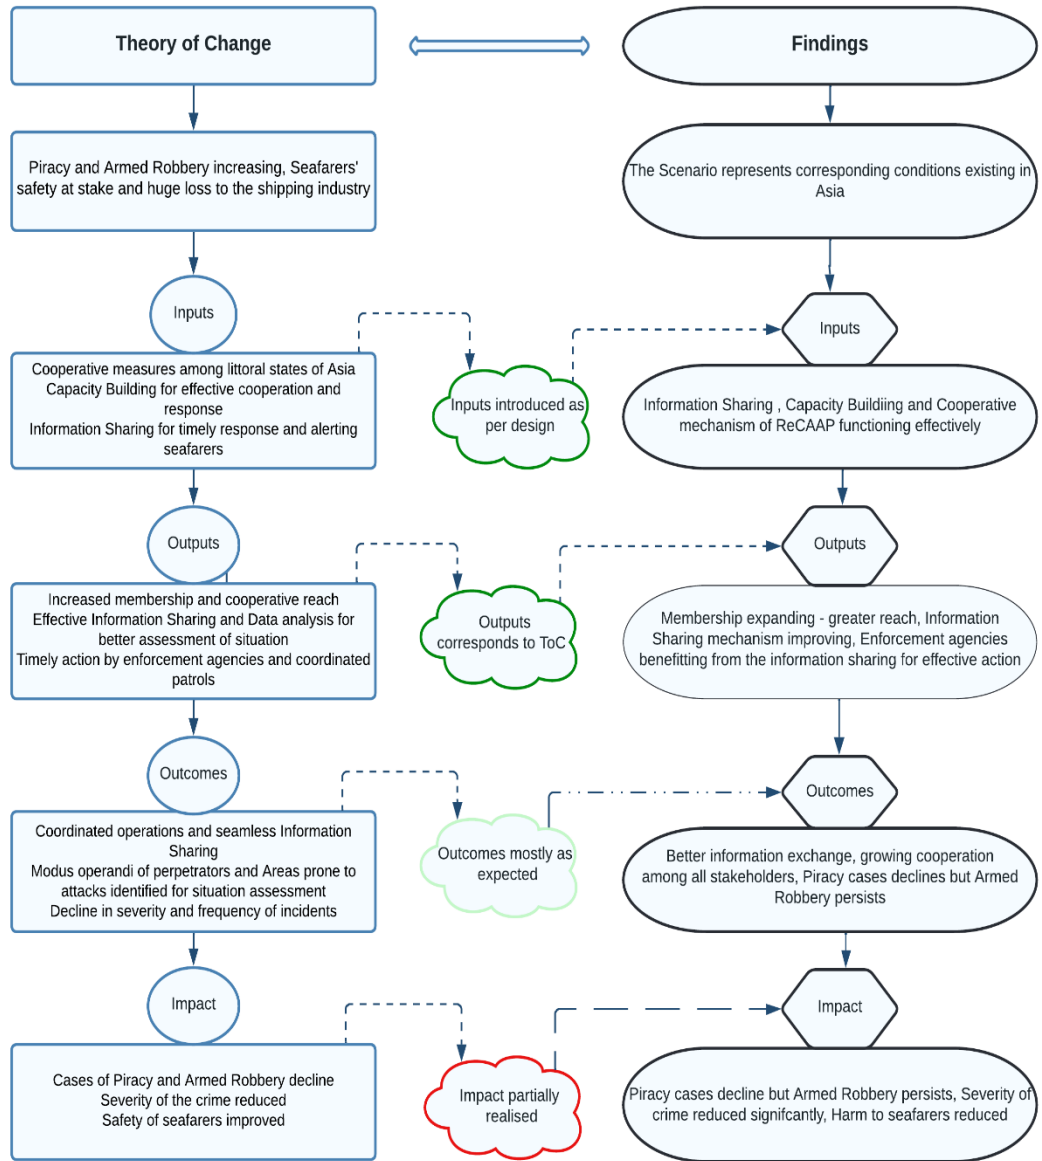 Theory of Change
Findings
Piracy and Armed Robbery increasing, Seafarers'
safety at stake and huge loss to the shipping industry
The Scenario represents corresponding conditions existing in
Asia
Inputs
Inputs
Cooperative measures among littoral states of Asia
Capacity Building for effective cooperation and
response
Information Sharing for timely response and alerting
seafarers
Inputs introduced as
per design
Information Sharing , Capacity Buildiing and Cooperative
mechanism of ReCAAP functioning effectively
Outputs
Outputs
Increased membership and cooperative reach
Effective Information Sharing and Data analysis for
better assessment of situation
Timely action by enforcement agencies and coordinated
patrols
Outputs
corresponds to ToC
Membership expanding - greater reach, Information
Sharing mechanism improving, Enforcement agencies
benefitting from the information sharing for effective action
Outcomes
Outcomes
Coordinated operations and seamless Information
Sharing
Modus operandi of perpetrators and Areas prone to
attacks identified for situation assessment
Decline in severity and frequency of incidents
Outcomes mostly as
expected
Better information exchange, growing cooperation
among all stakeholders, Piracy cases declines but Armed
Robbery persists
Impact
Impact
Cases of Piracy and Armed Robbery decline
Severity of the crime reduced
Safety of seafarers improved
Impact partially
realised
Piracy cases decline but Armed Robbery persists, Severity of
crime reduced signifcantly, Harm to seafarers reduced